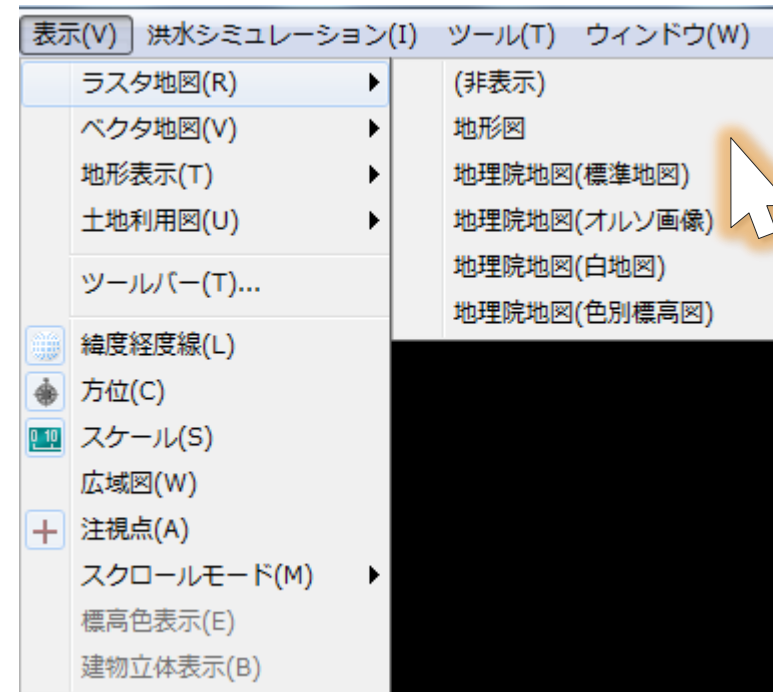 表示(V) 洪水シミュレーション(I) ツール(T) ウィンドウ(W)
ラスタ地図(R)
ベクタ地図(V)
地形表示(T)
土地利用図(U)
ツールバー(T)...
緯度経度線(L)
方位(C)
0 10
スケール(S)
広域図(W)
注視点(A)
スクロールモード(M)
標高色表示(E)
建物立体表示(B)
(非表示)
地形図
地理院地図(標準地図)
地理院地図(オルソ画像)
地理院地図(白地図)
地理院地図(色別標高図)